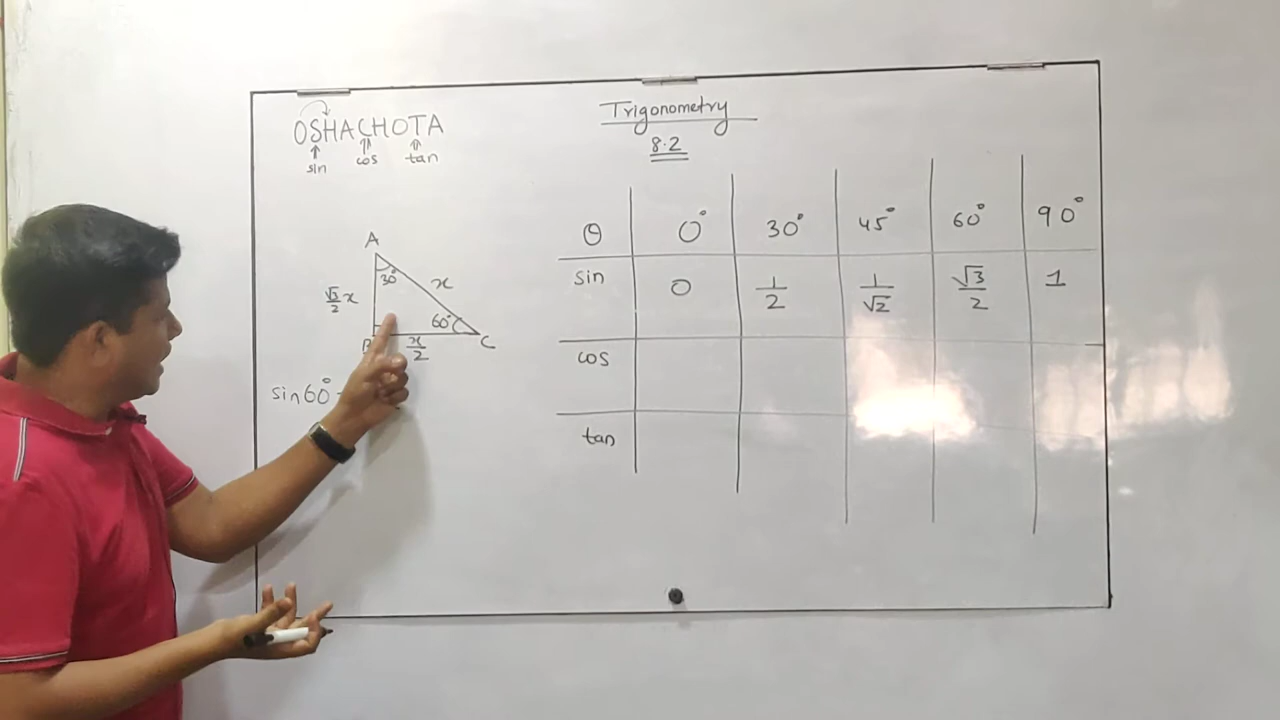 OSHACHOTA
sin cos tan
A
30°
√3/2 x
x
60°
x/2
C
sin60°
Trigonometry
8.2
θ 0° 30° 45° 60° 90°
sin 0 1/2 1/√2 √3/2 1
cos
tan